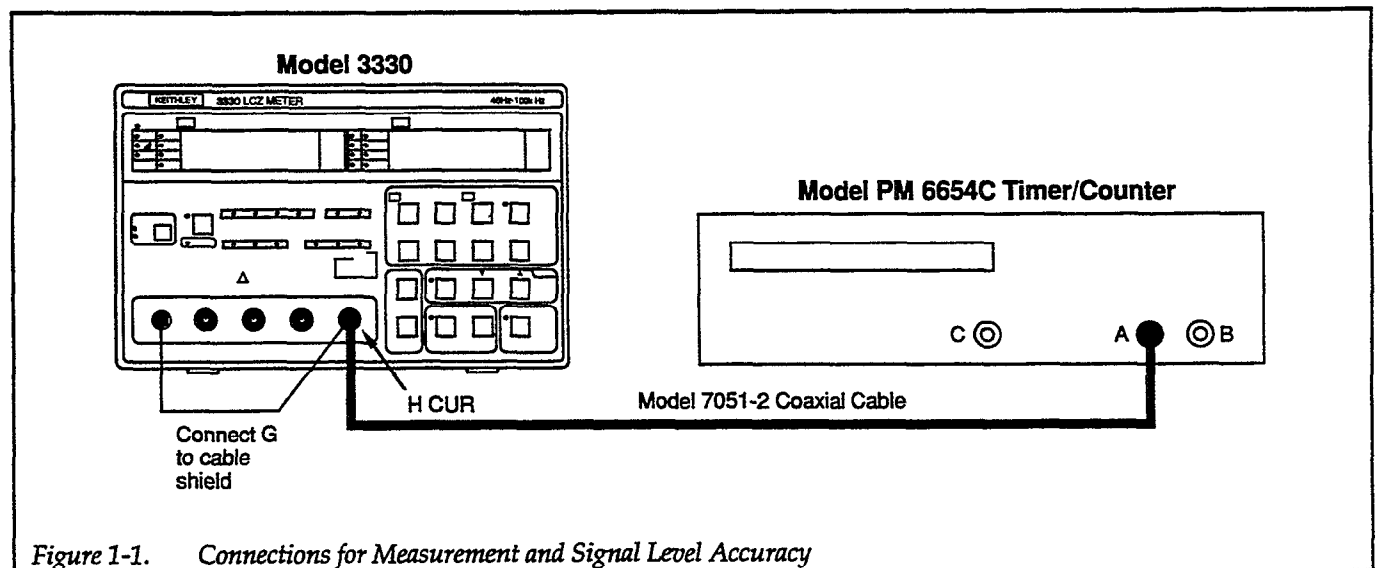 Model 3330
KEITHLEY 3330 LCZ METER 40Hz-100k Hz
Model PM 6654C Timer/Counter
C A B
H CUR
Model 7051-2 Coaxial Cable
Connect G
to cable
shield
Figure 1-1. Connections for Measurement and Signal Level Accuracy